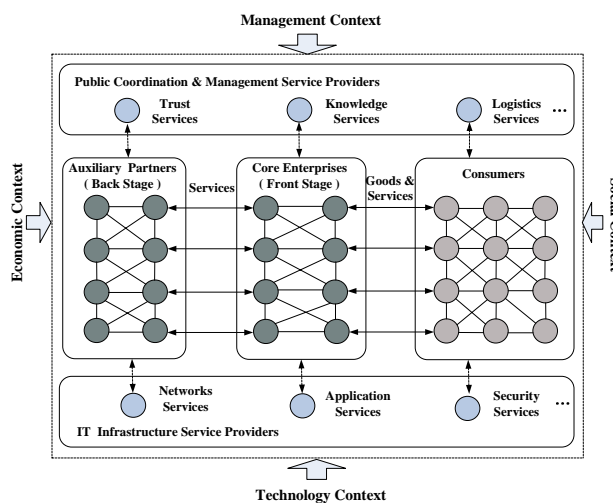 Management Context
Public Coordination & Management Service Providers
Trust
Services
Knowledge
Services
Logistics
Services
...
Auxiliary Partners
( Back Stage )
Services
Core Enterprises
( Front Stage )
Goods &
Services
Consumers
Economic Context
Networks
Services
Application
Services
Security
Services
...
IT Infrastructure Service Providers
Technology Context